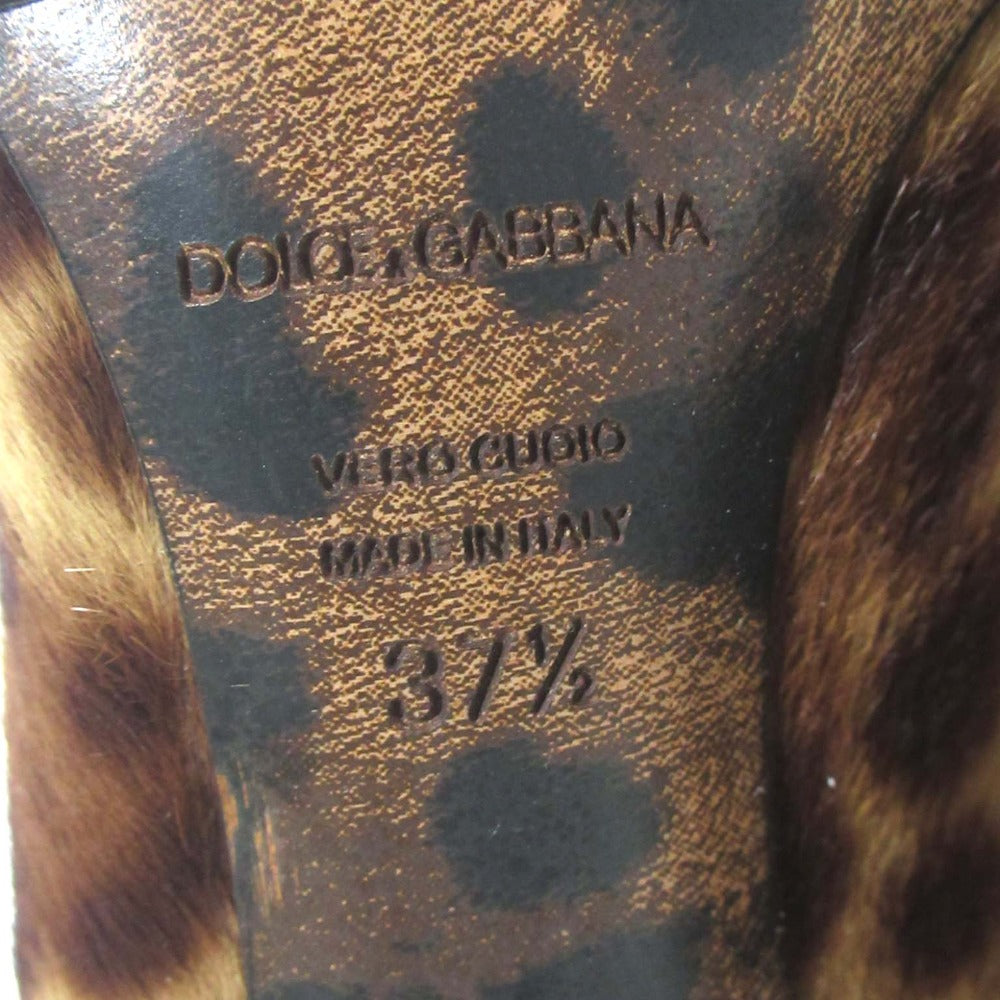 DOLCE & GABBANA
VERO CUOIO
MADE IN ITALY
37½